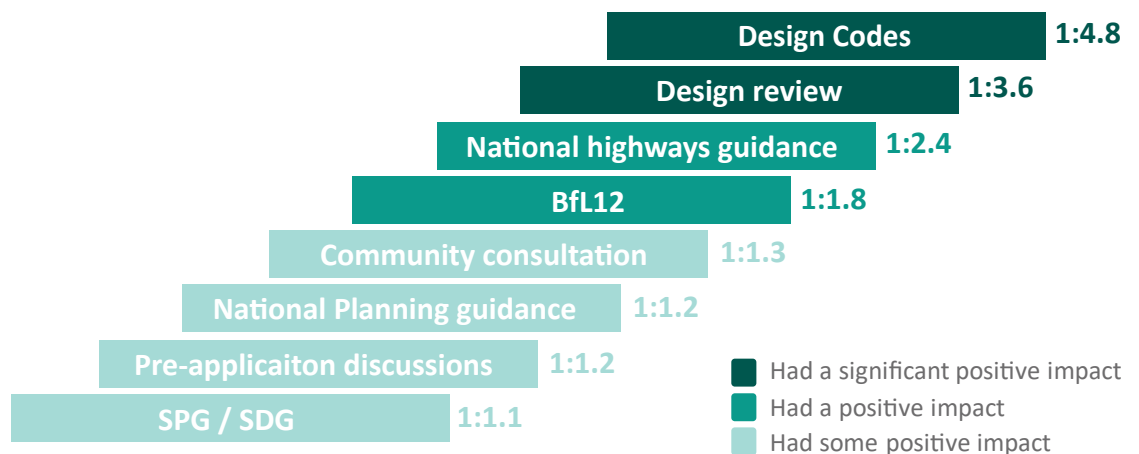 Design Codes 1:4.8
Design review 1:3.6
National highways guidance 1:2.4
BfL12 1:1.8
Community consultation 1:1.3
National Planning guidance 1:1.2
Pre-applicaiton discussions 1:1.2
SPG / SDG 1:1.1
Had a significant positive impact
Had a positive impact
Had some positive impact